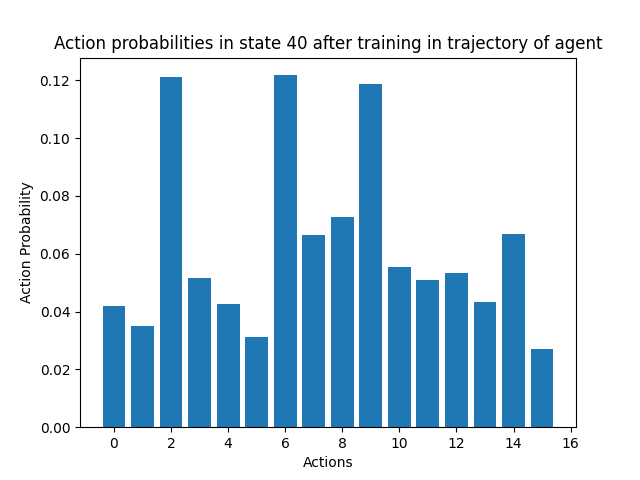 Action probabilities in state 40 after training in trajectory of agent
0.12
0.10
0.08
0.06
0.04
0.02
0.00
Action Probability
0 2 4 6 8 10 12 14 16
Actions